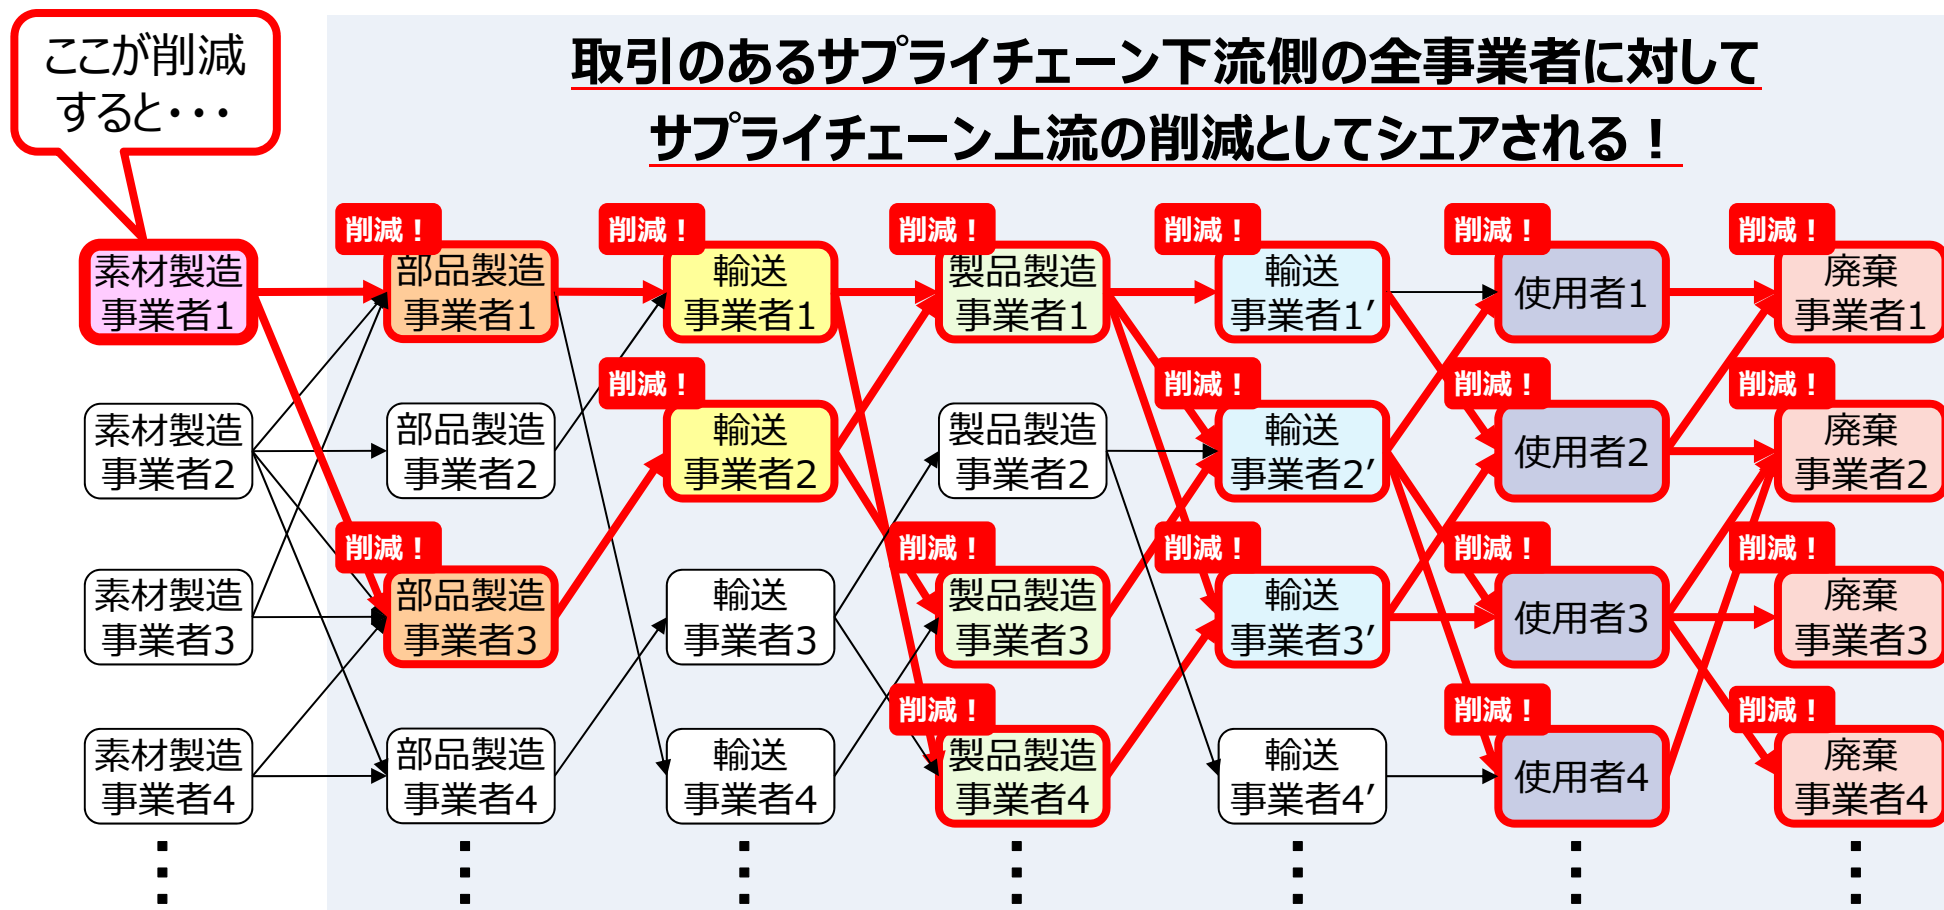 ここが削減
すると・・・
取引のあるサプライチェーン下流側の全事業者に対して
サプライチェーン上流の削減としてシェアされる！
削減！
削減！
削減！
削減！
削減！
削減！
素材製造
事業者1
部品製造
事業者1
輸送
事業者1
製品製造
事業者1
輸送
事業者1′
使用者1
廃棄
事業者1
削減！
削減！
削減！
削減！
素材製造
事業者2
部品製造
事業者2
輸送
事業者2
製品製造
事業者2
輸送
事業者2′
使用者2
廃棄
事業者2
削減！
削減！
削減！
削減！
削減！
素材製造
事業者3
部品製造
事業者3
輸送
事業者3
製品製造
事業者3
輸送
事業者3′
使用者3
廃棄
事業者3
削減！
削減！
削減！
素材製造
事業者4
部品製造
事業者4
輸送
事業者4
製品製造
事業者4
輸送
事業者4′
使用者4
廃棄
事業者4